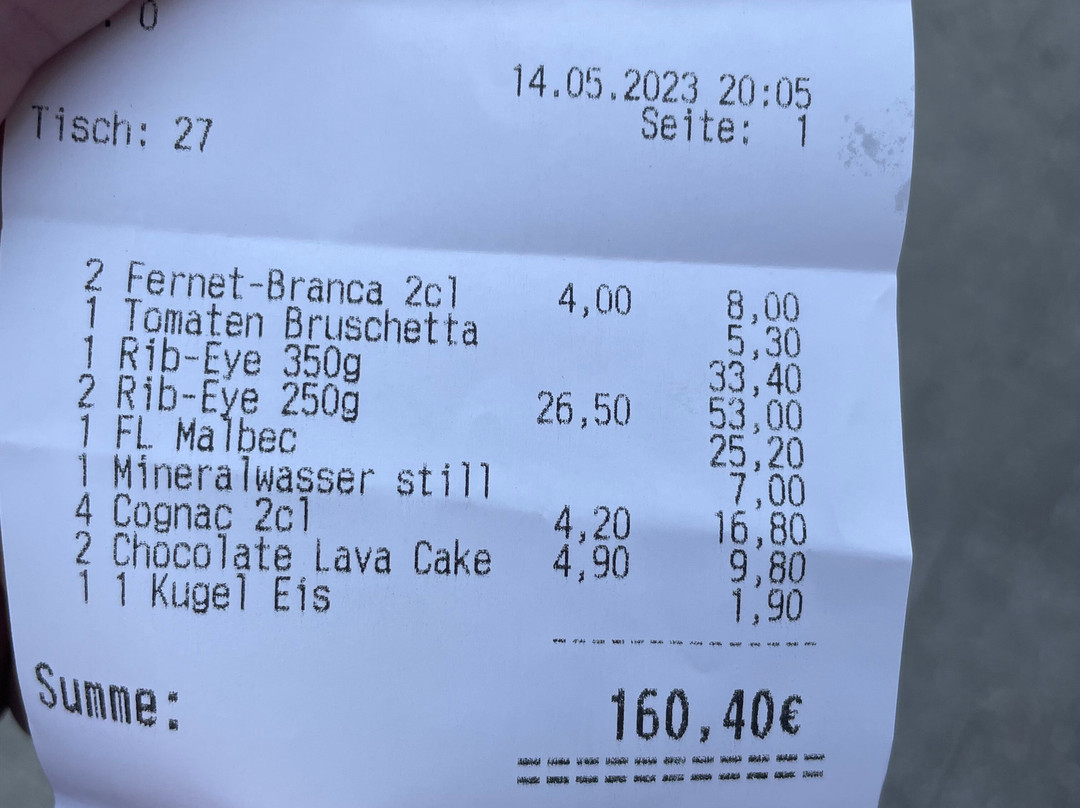 . 0
14.05.2023 20:05
Tisch: 27 Seite: 1
2 Fernet-Branca 2cl 4,00 8,00
1 Tomaten Bruschetta 5,30
1 Rib-Eye 350g 33,40
2 Rib-Eye 250g 26,50 53,00
1 FL Malbec 25,20
1 Mineralwasser still 7,00
4 Cognac 2cl 4,20 16,80
2 Chocolate Lava Cake 4,90 9,80
1 1 Kugel Eis 1,90
Summe: 160,40€